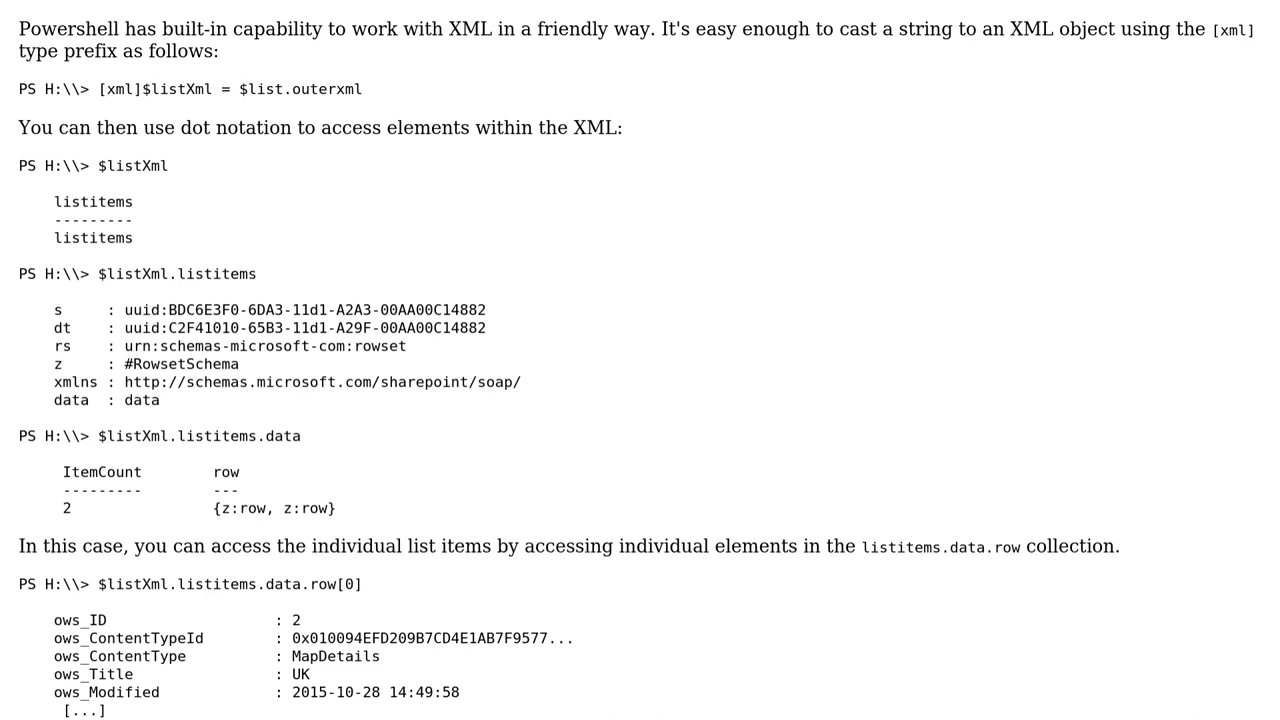 Powershell has built-in capability to work with XML in a friendly way. It's easy enough to cast a string to an XML object using the [xml]
type prefix as follows:
PS H:\\> [xml]$listXml = $list.outerxml
You can then use dot notation to access elements within the XML:
PS H:\\> $listXml
listitems
---------
listitems
PS H:\\> $listXml.listitems
s     : uuid:BDC6E3F0-6DA3-11d1-A2A3-00AA00C14882
dt    : uuid:C2F41010-65B3-11d1-A29F-00AA00C14882
rs    : urn:schemas-microsoft-com:rowset
z     : #RowsetSchema
xmlns : http://schemas.microsoft.com/sharepoint/soap/
data  : data
PS H:\\> $listXml.listitems.data
ItemCount        row
---------        ---
2                {z:row, z:row}
In this case, you can access the individual list items by accessing individual elements in the listitems.data.row collection.
PS H:\\> $listXml.listitems.data.row[0]
ows_ID                   : 2
ows_ContentTypeId        : 0x010094EFD209B7CD4E1AB7F9577...
ows_ContentType          : MapDetails
ows_Title                : UK
ows_Modified             : 2015-10-28 14:49:58
[...]